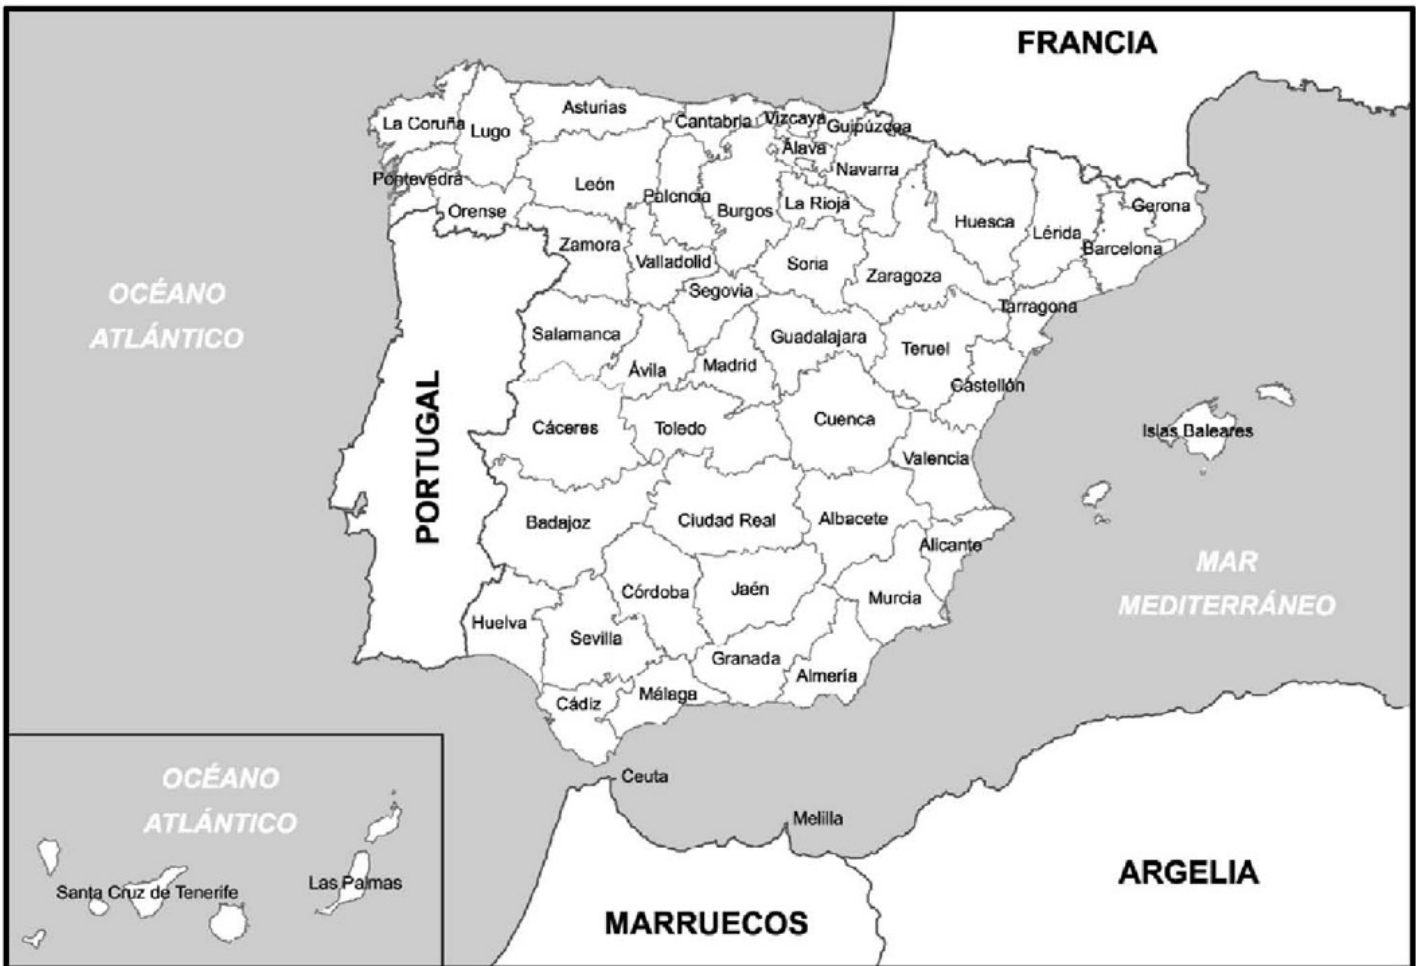 FRANCIA
Asturias
Cantabria
Vizcaya
Guipúzcoa
La Coruña
Lugo
Álava
Navarra
Pontevedra
León
Palencia
Burgos
La Rioja
Orense
Huesca
Lérida
Gerona
Barcelona
Zamora
Valladolid
Soria
Zaragoza
Segovia
Tarragona
OCÉANO
ATLÁNTICO
Salamanca
Ávila
Madrid
Guadalajara
Teruel
Castellón
PORTUGAL
Cáceres
Toledo
Cuenca
Islas Baleares
Valencia
Badajoz
Ciudad Real
Albacete
Alicante
MAR
MEDITERRÁNEO
Huelva
Córdoba
Jaén
Murcia
Sevilla
Granada
Almería
Cádiz
Málaga
Ceuta
Melilla
OCÉANO
ATLÁNTICO
Santa Cruz de Tenerife
Las Palmas
MARRUECOS
ARGELIA